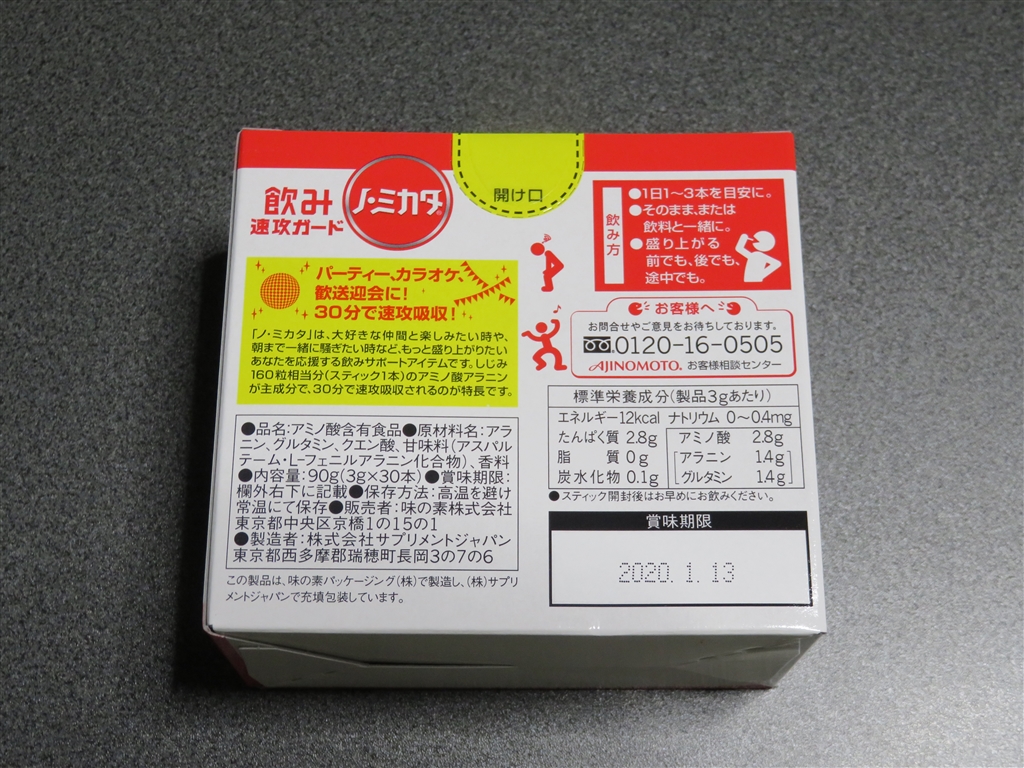 飲み
速攻ガード
ノ・ミカタ®
開け口
飲み方
●1日1～3本を目安に。
●そのまま、または
飲料と一緒に。
●盛り上がる
前でも、後でも、
途中でも。
パーティー、カラオケ、
歓送迎会に!
30分で速攻吸収!
「ノ・ミカタ」は、大好きな仲間と楽しみたい時や、
朝まで一緒に騒ぎたい時など、もっと盛り上がりたい
あなたを応援する飲みサポートアイテムです。しじみ
160粒相当分(スティック1本)のアミノ酸アラニン
が主成分で、30分で速攻吸収されるのが特長です。
お客様へ
お問合せやご意見をお待ちしております。
0120-16-0505
AJINOMOTO. お客様相談センター
標準栄養成分(製品3gあたり)
エネルギー12kcal ナトリウム 0～0.4mg
たんぱく質 2.8g アミノ酸 2.8g
脂質 0g [アラニン 1.4g]
炭水化物 0.1g [グルタミン 1.4g]
●スティック開封後はお早めにお飲みください。
●品名:アミノ酸含有食品●原材料名:アラ
ニン、グルタミン、クエン酸、甘味料(アスパル
テーム・L-フェニルアラニン化合物)、香料
●内容量:90g(3g×30本)●賞味期限:
欄外右下に記載●保存方法:高温を避け
常温にて保存●販売者:味の素株式会社
東京都中央区京橋1の15の1
●製造者:株式会社サプリメントジャパン
東京都西多摩郡瑞穂町長岡3の7の6
この製品は、味の素パッケージング(株)で製造し、(株)サプリ
メントジャパンで充填包装しています。
賞味期限
2020. 1. 13